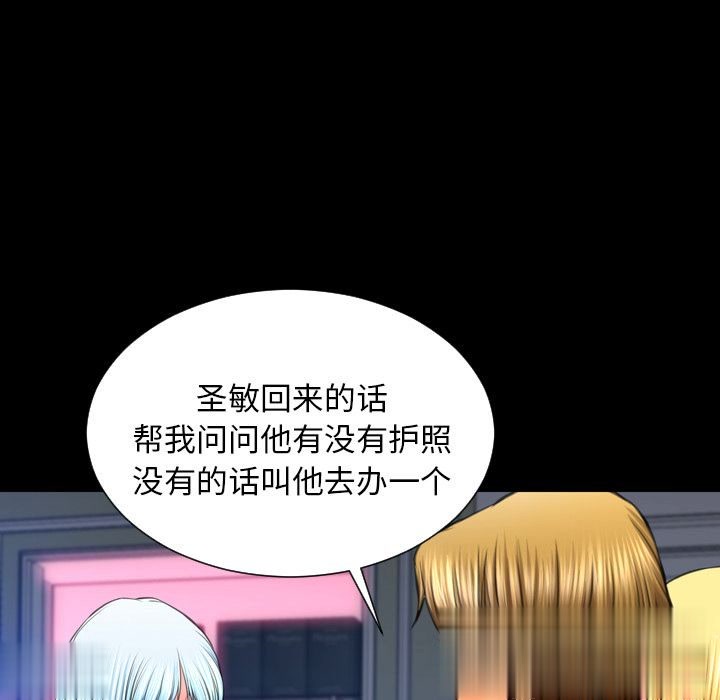 圣敏回来的话
帮我问问他有没有护照
没有的话叫他去办一个